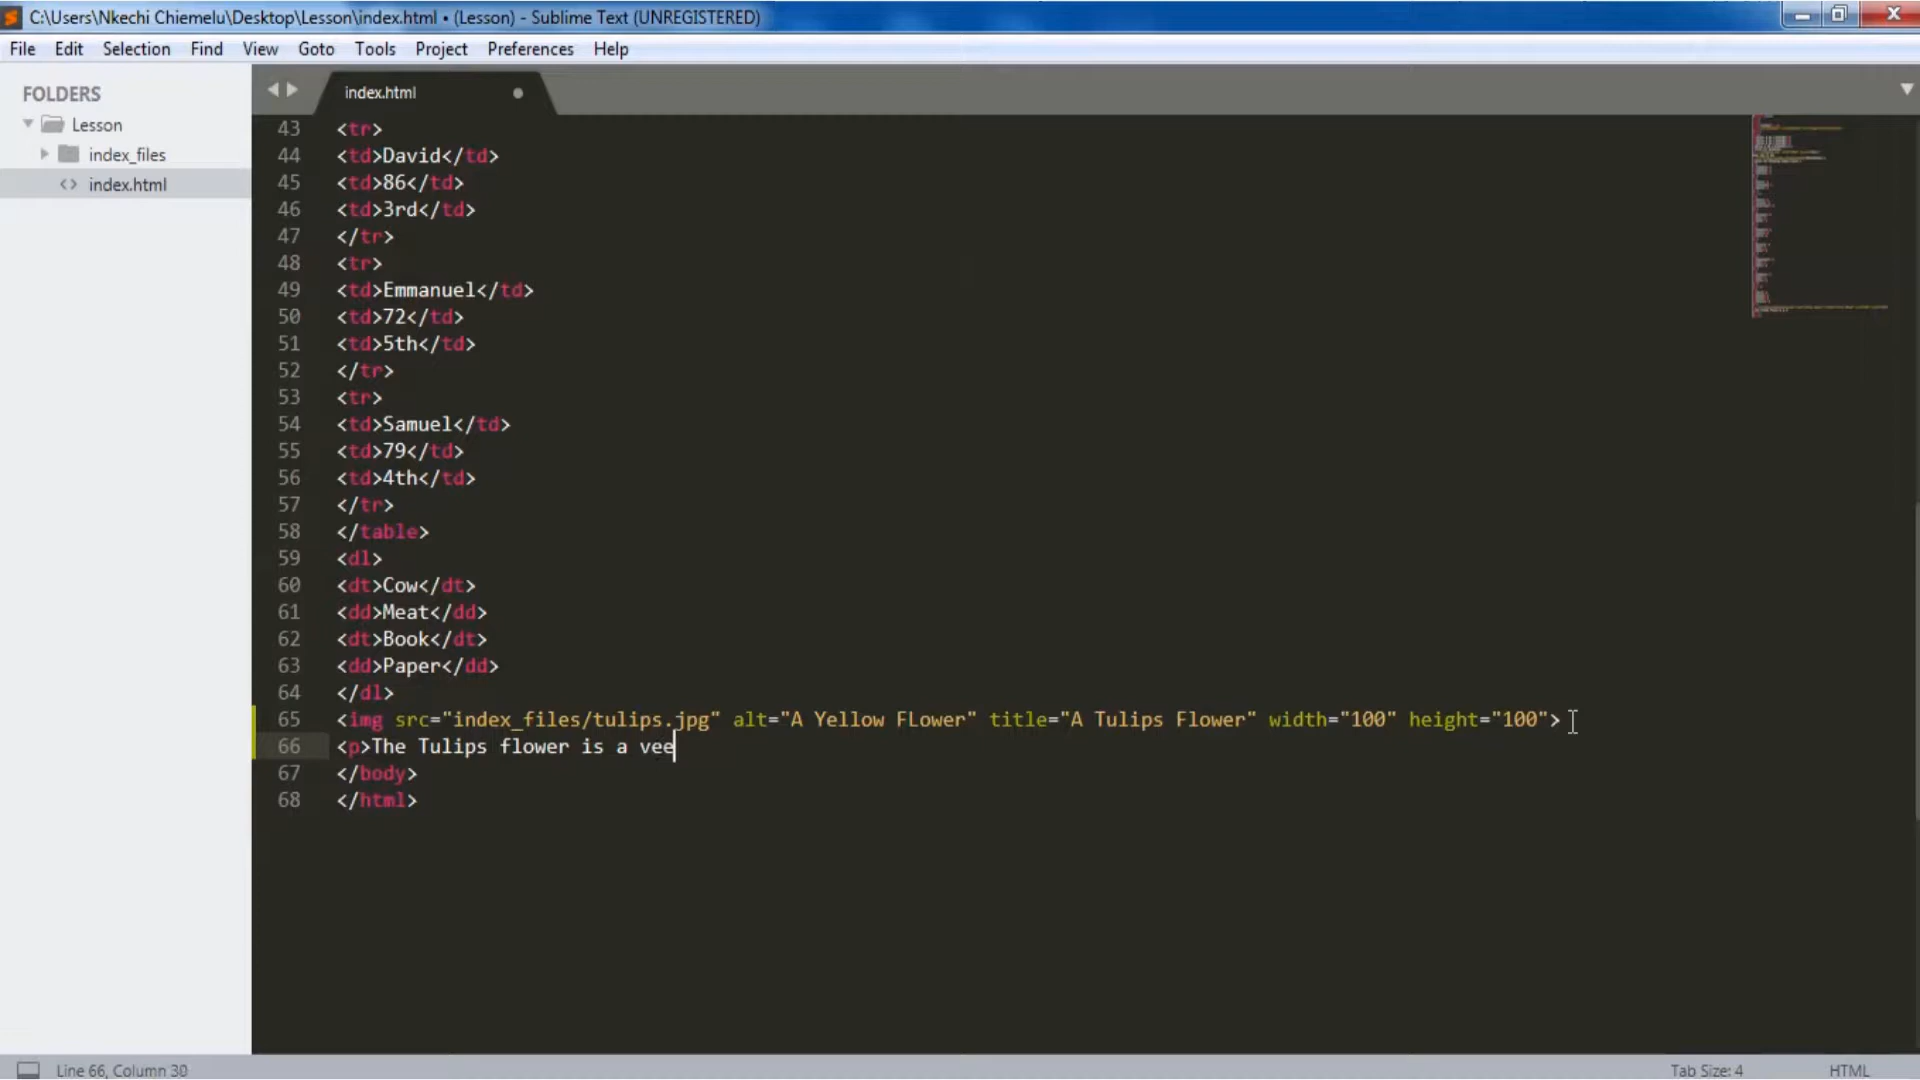 C:\Users\Nkechi Chiemelu\Desktop\Lesson\index.html • (Lesson) - Sublime Text (UNREGISTERED)
File Edit Selection Find View Goto Tools Project Preferences Help
FOLDERS
Lesson
index_files
<> index.html
index.html
43 <tr>
44 <td>David</td>
45 <td>86</td>
46 <td>3rd</td>
47 </tr>
48 <tr>
49 <td>Emmanuel</td>
50 <td>72</td>
51 <td>5th</td>
52 </tr>
53 <tr>
54 <td>Samuel</td>
55 <td>79</td>
56 <td>4th</td>
57 </tr>
58 </table>
59 <dl>
60 <dt>Cow</dt>
61 <dd>Meat</dd>
62 <dt>Book</dt>
63 <dd>Paper</dd>
64 </dl>
65 <img src="index_files/tulips.jpg" alt="A Yellow FLower" title="A Tulips Flower" width="100" height="100">
66 <p>The Tulips flower is a vee
67 </body>
68 </html>
Line 66, Column 30 Tab Size: 4 HTML